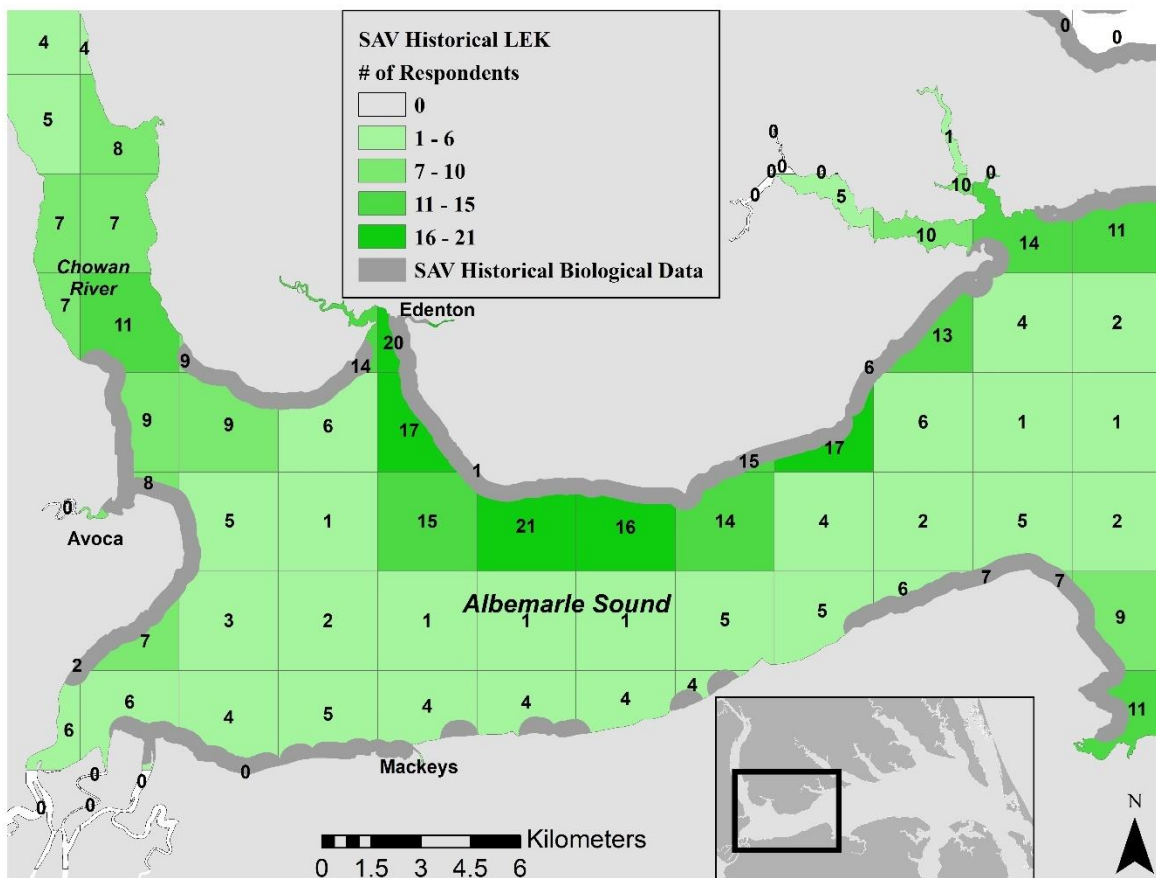 SAV Historical LEK
# of Respondents
0
1 - 6
7 - 10
11 - 15
16 - 21
SAV Historical Biological Data
4 4 0 0
5 8 0 1
0 0 0 0
0 5 10
7 7 10 14 11
Chowan
River
7 11 Edenton
20 13 4 2
9 14 6
9 9 6 17 15 17 6 1 1
8 1
0 5 1 15 21 16 14 4 2 5 2
Avoca
6 7 7
3 2 1 1 1 5 5 9
Albemarle Sound
7
2
6 4 5 4 4 4 4 11
6
0 0 0 Mackeys
0 0
Kilometers
0 1.5 3 4.5 6
N